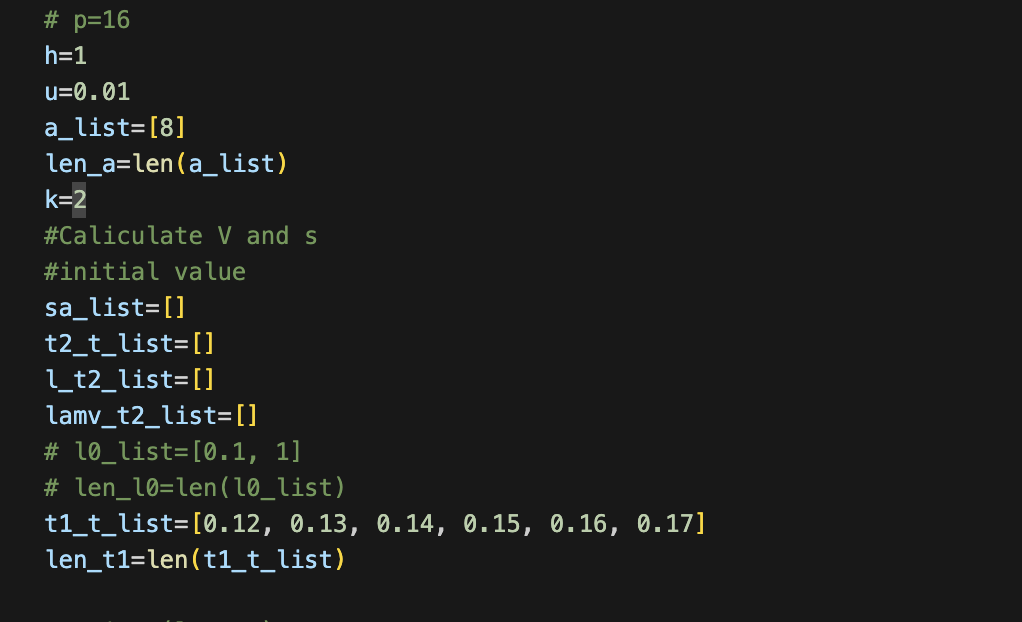 # p=16
h=1
u=0.01
a_list=[8]
len_a=len(a_list)
k=2
#Caliculate V and s
#initial value
sa_list=[]
t2_t_list=[]
l_t2_list=[]
lamv_t2_list=[]
# l0_list=[0.1, 1]
# len_l0=len(l0_list)
t1_t_list=[0.12, 0.13, 0.14, 0.15, 0.16, 0.17]
len_t1=len(t1_t_list)